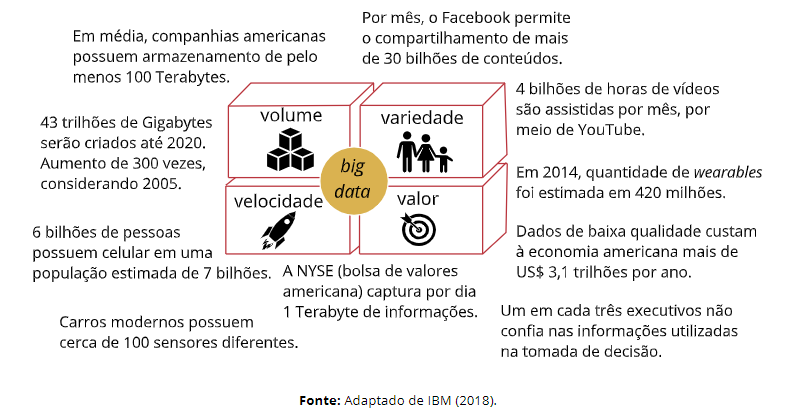 Em média, companhias americanas
possuem armazenamento de pelo
menos 100 Terabytes.
Por mês, o Facebook permite
o compartilhamento de mais
de 30 bilhões de conteúdos.
43 trilhões de Gigabytes
serão criados até 2020.
Aumento de 300 vezes,
considerando 2005.
volume
variedade
4 bilhões de horas de vídeos
são assistidas por mês, por
meio de YouTube.
big
data
velocidade
valor
Em 2014, quantidade de wearables
foi estimada em 420 milhões.
6 bilhões de pessoas
possuem celular em uma
população estimada de 7 bilhões.
Dados de baixa qualidade custam
à economia americana mais de
US$ 3,1 trilhões por ano.
A NYSE (bolsa de valores
americana) captura por dia
1 Terabyte de informações.
Carros modernos possuem
cerca de 100 sensores diferentes.
Um em cada três executivos não
confia nas informações utilizadas
na tomada de decisão.
Fonte: Adaptado de IBM (2018).